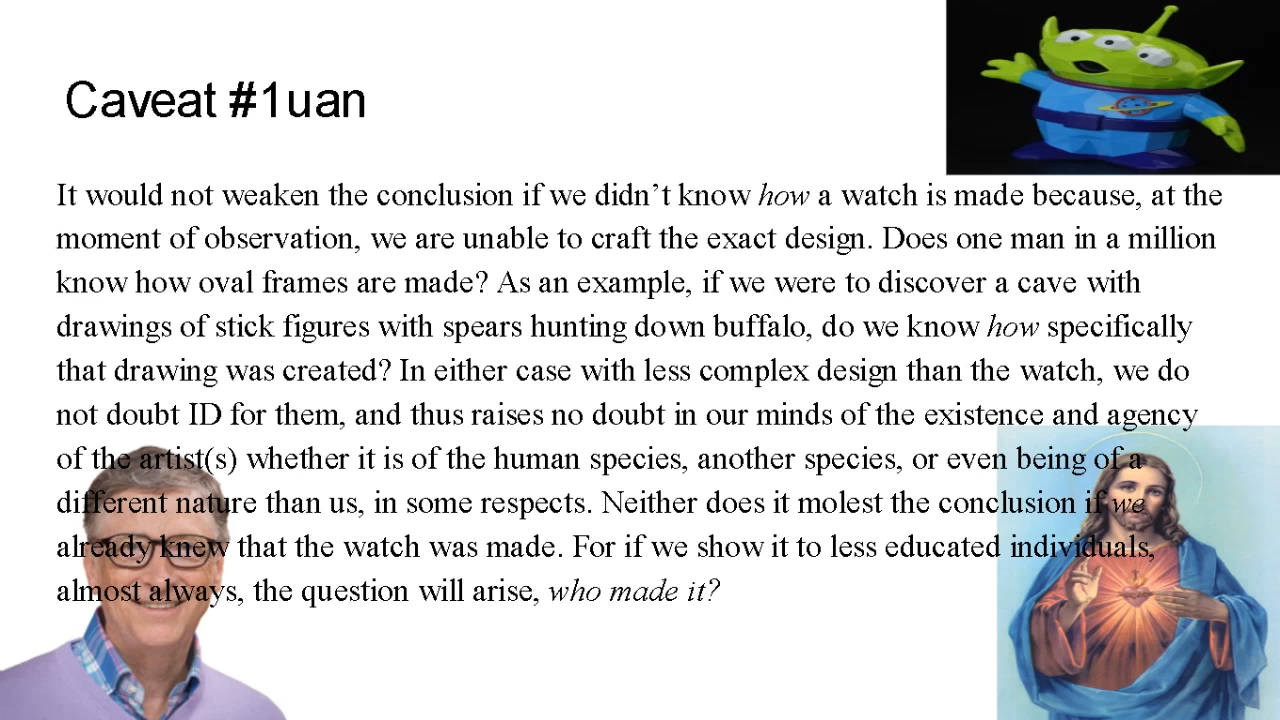 Caveat #1uan
It would not weaken the conclusion if we didn’t know how a watch is made because, at the
moment of observation, we are unable to craft the exact design. Does one man in a million
know how oval frames are made? As an example, if we were to discover a cave with
drawings of stick figures with spears hunting down buffalo, do we know how specifically
that drawing was created? In either case with less complex design than the watch, we do
not doubt ID for them, and thus raises no doubt in our minds of the existence and agency
of the artist(s) whether it is of the human species, another species, or even being of a
different nature than us, in some respects. Neither does it molest the conclusion if we
already knew that the watch was made. For if we show it to less educated individuals,
almost always, the question will arise, who made it?